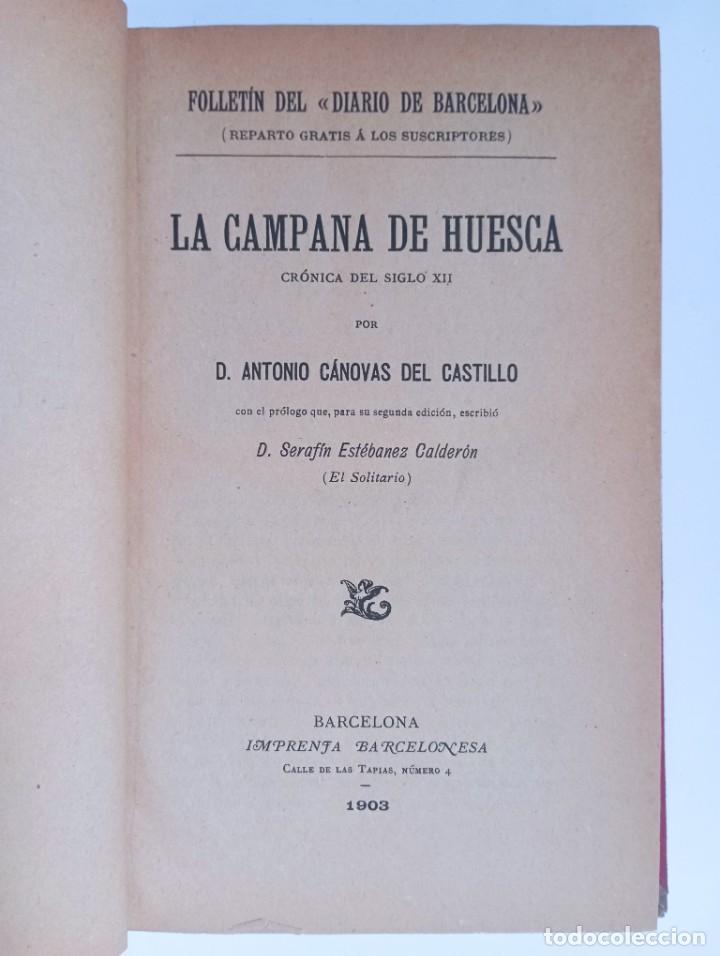 FOLLETÍN DEL «DIARIO DE BARCELONA»
(REPARTO GRATIS Á LOS SUSCRIPTORES)
LA CAMPANA DE HUESCA
CRÓNICA DEL SIGLO XII
POR
D. ANTONIO CÁNOVAS DEL CASTILLO
con el prólogo que, para su segunda edición, escribió
D. Serafín Estébanez Calderón
(El Solitario)
BARCELONA
IMPRENTA BARCELONESA
CALLE DE LAS TAPIAS, NÚMERO 4
1903
todocoleccion